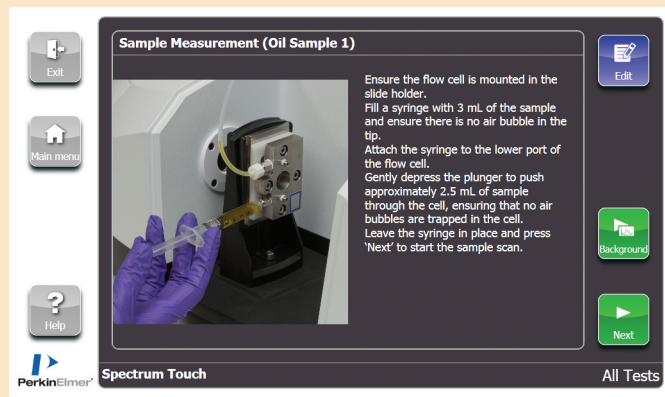 Sample Measurement (Oil Sample 1)
Exit
Main menu
Help
PerkinElmer
Ensure the flow cell is mounted in the
slide holder.
Fill a syringe with 3 mL of the sample
and ensure there is no air bubble in the
tip.
Attach the syringe to the lower port of
the flow cell.
Gently depress the plunger to push
approximately 2.5 mL of sample
through the cell, ensuring that no air
bubbles are trapped in the cell.
Leave the syringe in place and press
‘Next’ to start the sample scan.
Edit
Background
Next
Spectrum Touch
All Tests